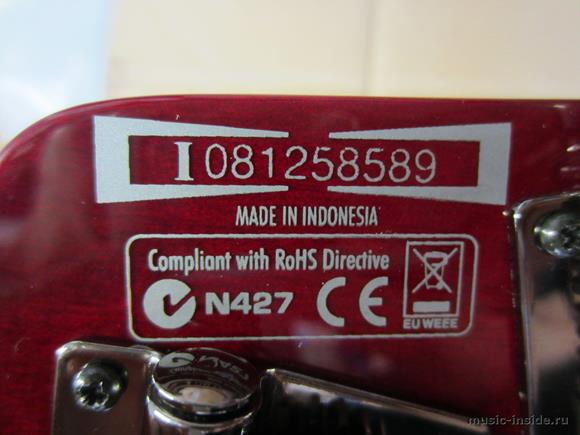 I081258589
MADE IN INDONESIA
Compliant with RoHS Directive
N427 CE
EU WEEE
music-inside.ru